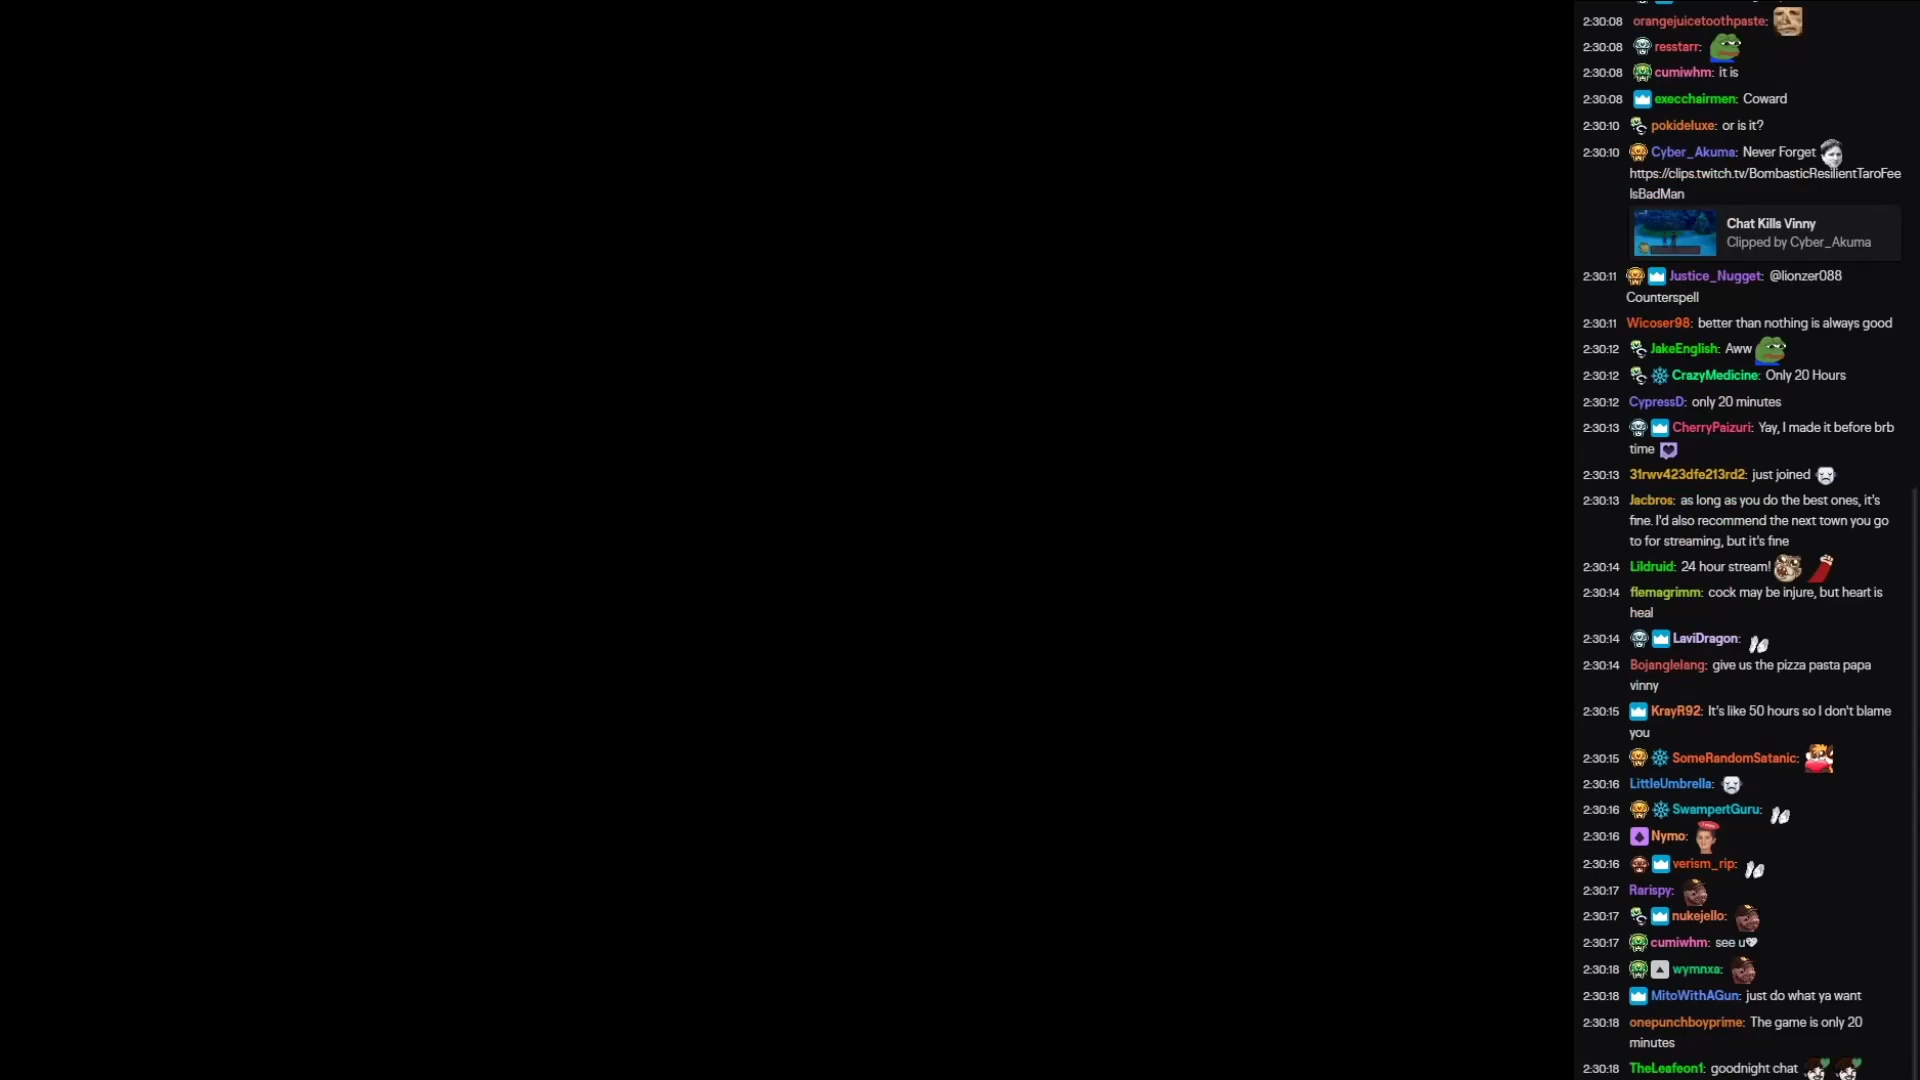 2:30:08 orangejuicetoothpaste:
2:30:08 resstarr:
2:30:08 cumiwhm: it is
2:30:08 execchairmen: Coward
2:30:10 pokideluxe: or is it?
2:30:10 Cyber_Akuma: Never Forget
https://clips.twitch.tv/BombasticResilientTaroFee
lsBadMan
Chat Kills Vinny
Clipped by Cyber_Akuma
2:30:11 Justice_Nugget: @lionzer088
Counterspell
2:30:11 Wicoser98: better than nothing is always good
2:30:12 JakeEnglish: Aww
2:30:12 CrazyMedicine: Only 20 Hours
2:30:12 CypressD: only 20 minutes
2:30:13 CherryPaizuri: Yay, I made it before brb
time
2:30:13 31rwv423dfe213rd2: just joined
2:30:13 Jacbros: as long as you do the best ones, it's
fine. I'd also recommend the next town you go
to for streaming, but it's fine
2:30:14 Lildruid: 24 hour stream!
2:30:14 flemagrimm: cock may be injure, but heart is
heal
2:30:14 LaviDragon:
2:30:14 Bojanglelang: give us the pizza pasta papa
vinny
2:30:15 KrayR92: It's like 50 hours so I don't blame
you
2:30:15 SomeRandomSatanic:
2:30:16 LittleUmbrella:
2:30:16 SwampertGuru:
2:30:16 Nymo:
2:30:16 verism_rip:
2:30:17 Rarispy:
2:30:17 nukejello:
2:30:17 cumiwhm: see u
2:30:18 wymnxa:
2:30:18 MitoWithAGun: just do what ya want
2:30:18 onepunchboyprime: The game is only 20
minutes
2:30:18 TheLeafeon1: goodnight chat